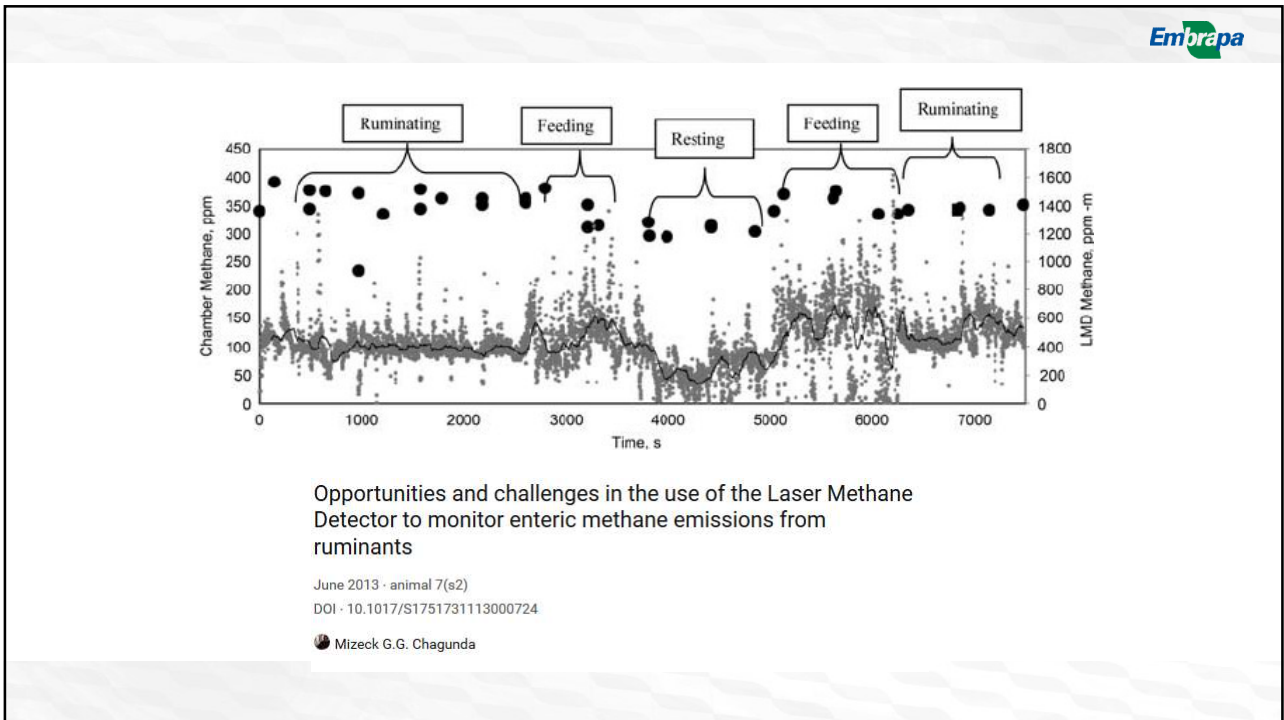 Embrapa
Ruminating
Feeding
Resting
Feeding
Ruminating
450
400
350
300
250
200
150
100
50
0
Chamber Methane, ppm
1800
1600
1400
1200
1000
800
600
400
200
0
LMD Methane, ppm -m
0 1000 2000 3000 4000 5000 6000 7000
Time, s
Opportunities and challenges in the use of the Laser Methane
Detector to monitor enteric methane emissions from
ruminants
June 2013 · animal 7(s2)
DOI · 10.1017/S1751731113000724
Mizeck G.G. Chagunda